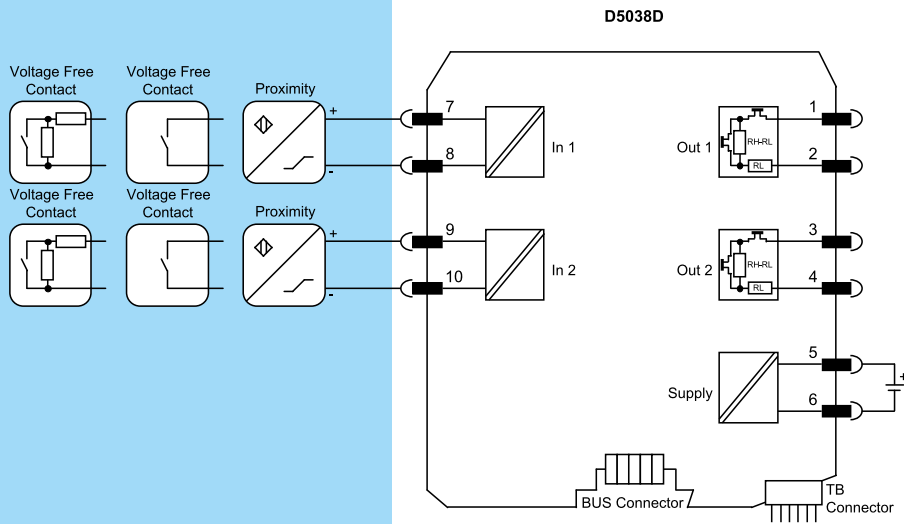 D5038D
Voltage Free
Contact
Voltage Free
Contact
Proximity
+
-
7
8
In 1
Out 1
RH-RL
RL
1
2
Voltage Free
Contact
Voltage Free
Contact
Proximity
+
-
9
10
In 2
Out 2
RH-RL
RL
3
4
Supply
5
6
+
BUS Connector
TB
Connector